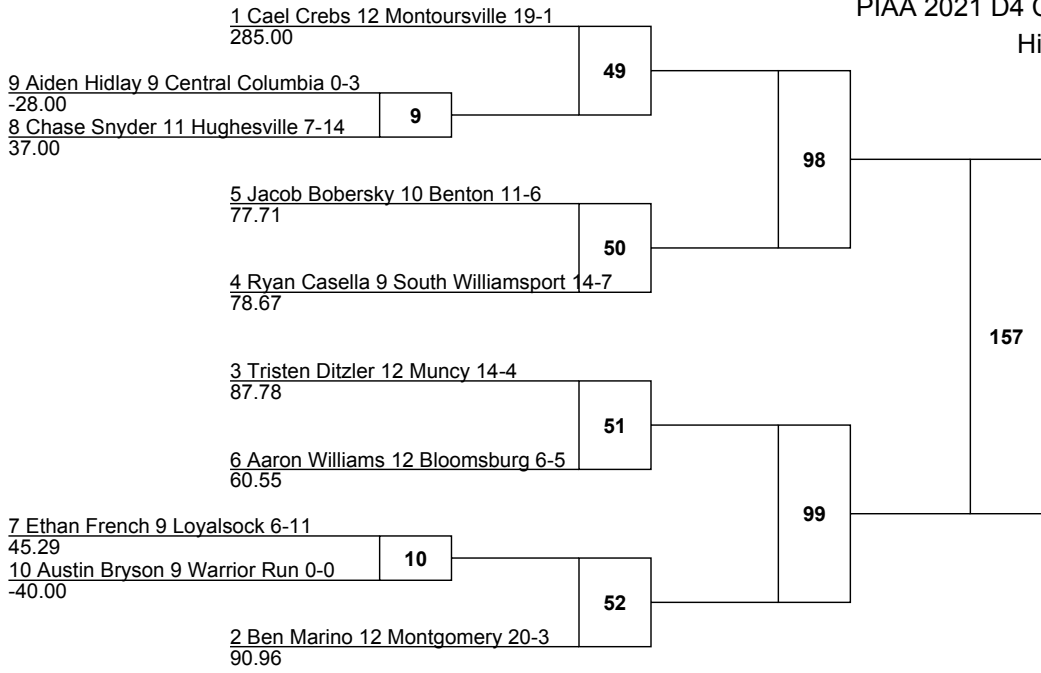 PIAA 2021 D4
Hi
1 Cael Crebs 12 Montoursville 19-1
285.00
49
9 Aiden Hidlay 9 Central Columbia 0-3
-28.00
9
8 Chase Snyder 11 Hughesville 7-14
37.00
98
5 Jacob Bobersky 10 Benton 11-6
77.71
50
4 Ryan Casella 9 South Williamsport 14-7
78.67
157
3 Tristen Ditzler 12 Muncy 14-4
87.78
51
6 Aaron Williams 12 Bloomsburg 6-5
60.55
99
7 Ethan French 9 Loyalsock 6-11
45.29
10
10 Austin Bryson 9 Warrior Run 0-0
-40.00
52
2 Ben Marino 12 Montgomery 20-3
90.96